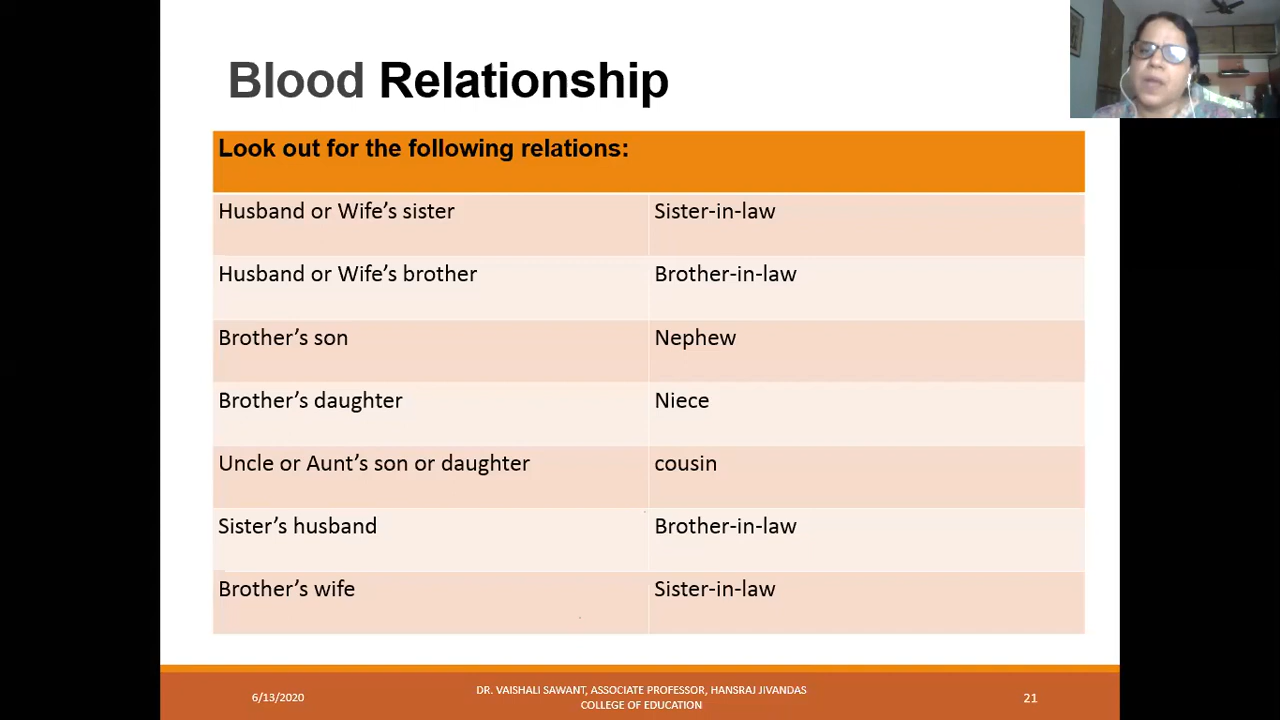 Blood Relationship
Look out for the following relations:
Husband or Wife’s sister Sister-in-law
Husband or Wife’s brother Brother-in-law
Brother’s son Nephew
Brother’s daughter Niece
Uncle or Aunt’s son or daughter cousin
Sister’s husband Brother-in-law
Brother’s wife Sister-in-law
6/13/2020
DR. VAISHALI SAWANT, ASSOCIATE PROFESSOR, HANSRAJ JIVANDAS
COLLEGE OF EDUCATION
21